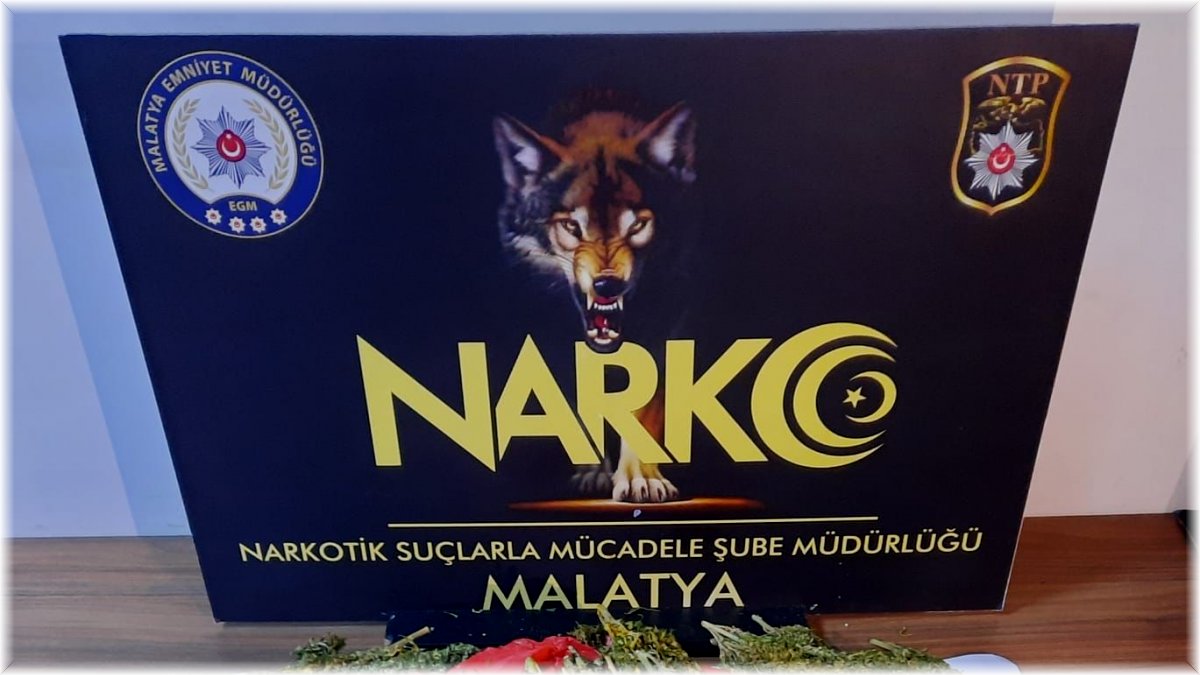 MALATYA EMNİYET MÜDÜRLÜĞÜ
EGM
NTP
NARKO
NARKOTİK SUÇLARLA MÜCADELE ŞUBE MÜDÜRLÜĞÜ
MALATYA